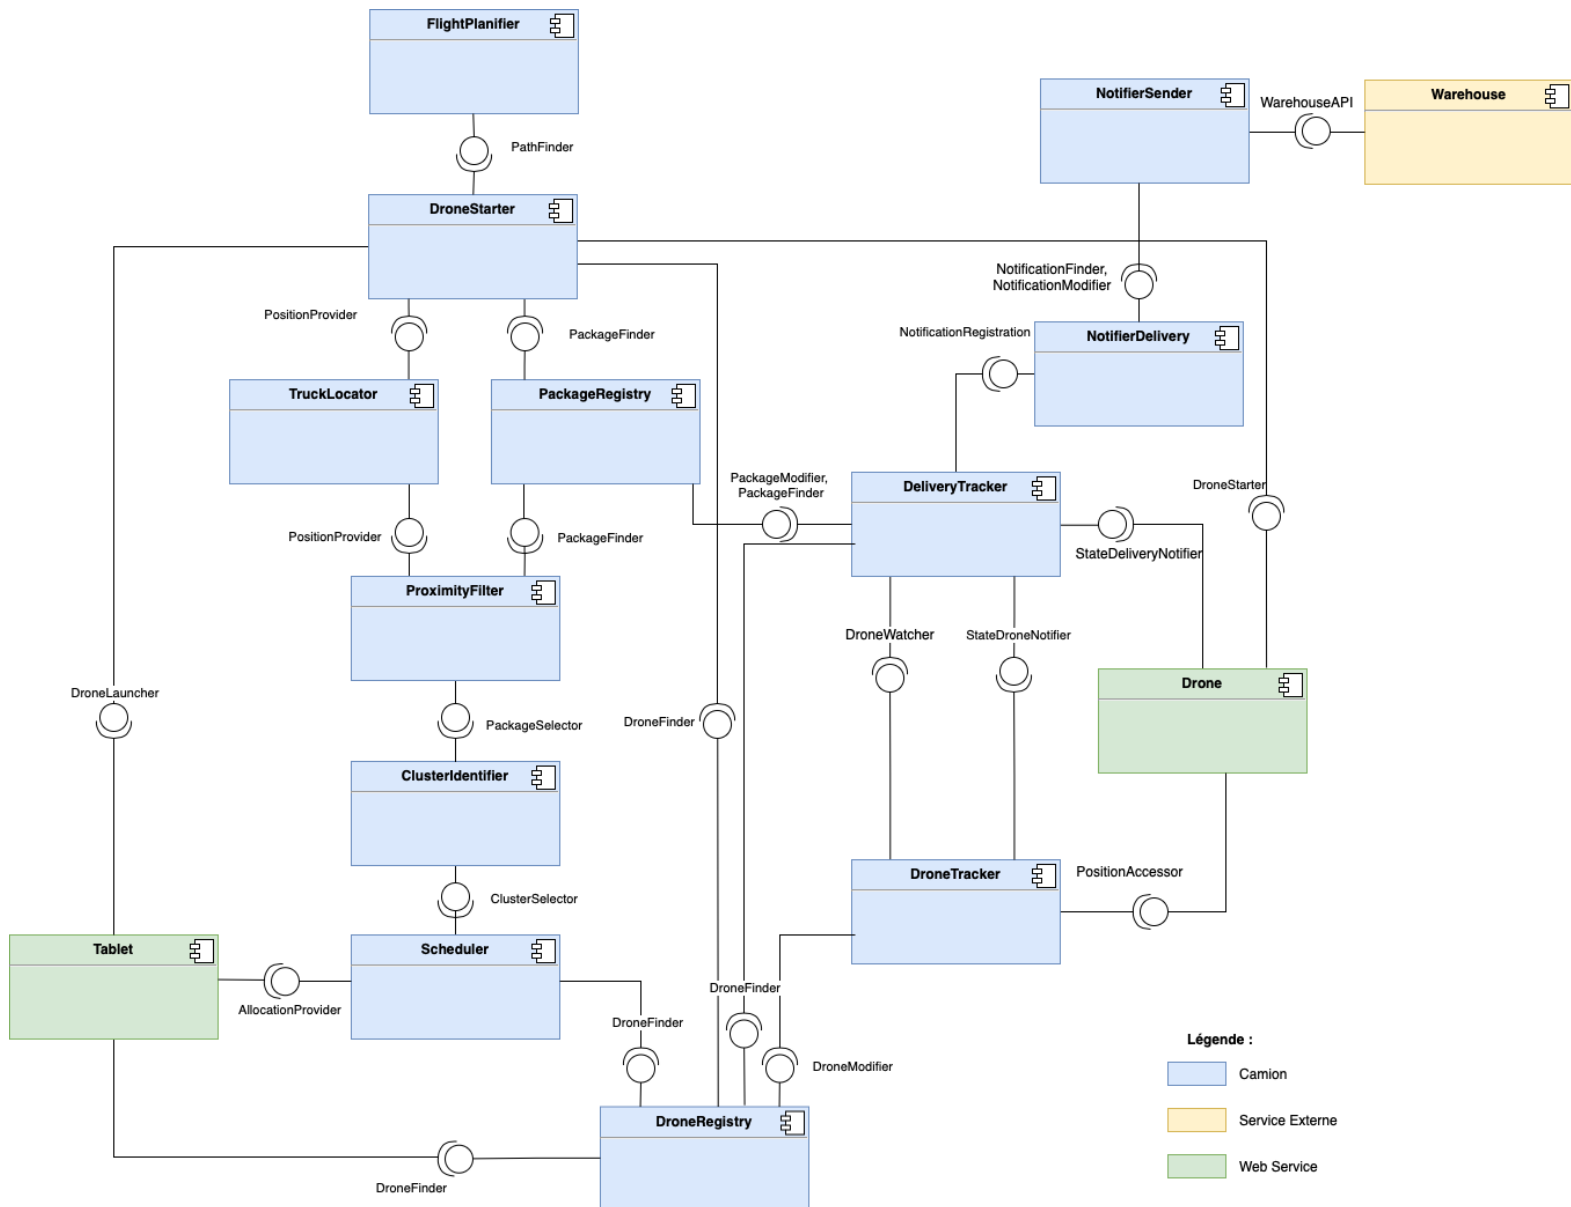 FlightPlanifier
NotifierSender
WarehouseAPI
Warehouse
PathFinder
DroneStarter
NotificationFinder,
NotificationModifier
PositionProvider
PackageFinder
NotificationRegistration
NotifierDelivery
TruckLocator
PackageRegistry
PackageModifier,
PackageFinder
DeliveryTracker
DroneStarter
PositionProvider
PackageFinder
StateDeliveryNotifier
ProximityFilter
DroneWatcher
StateDroneNotifier
Drone
DroneLauncher
PackageSelector
DroneFinder
ClusterIdentifier
DroneTracker
PositionAccessor
ClusterSelector
Tablet
Scheduler
AllocationProvider
DroneFinder
DroneFinder
DroneModifier
DroneRegistry
DroneFinder
Légende :
Camion
Service Externe
Web Service